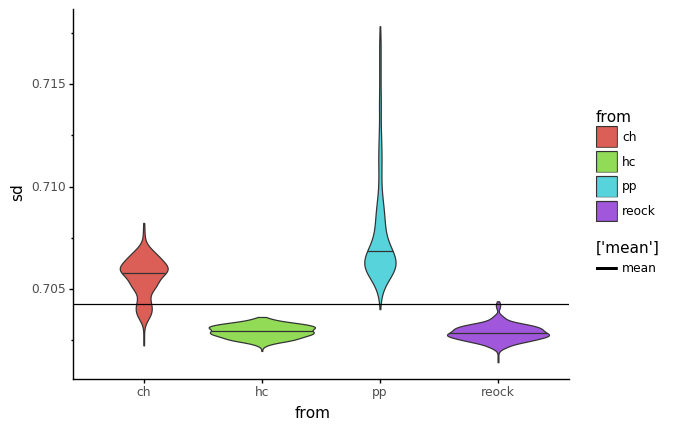 sd
0.715
0.710
0.705
ch
hc
pp
reock
from
from
ch
hc
pp
reock
['mean']
mean